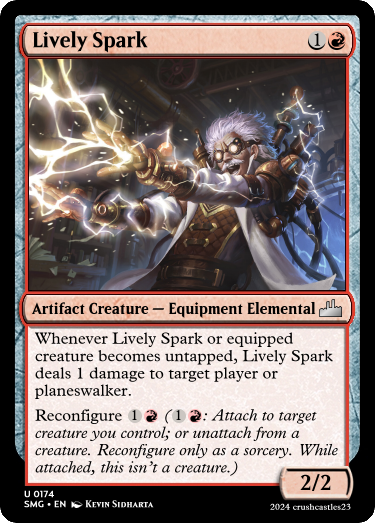 Lively Spark 1
Artifact Creature — Equipment Elemental
Whenever Lively Spark or equipped
creature becomes untapped, Lively Spark
deals 1 damage to target player or
planeswalker.
Reconfigure 1 (1 : Attach to target
creature you control; or unattach from a
creature. Reconfigure only as a sorcery. While
attached, this isn't a creature.)
2/2
U 0174
SMG • EN Kevin Sidharta
2024 crushcastles23